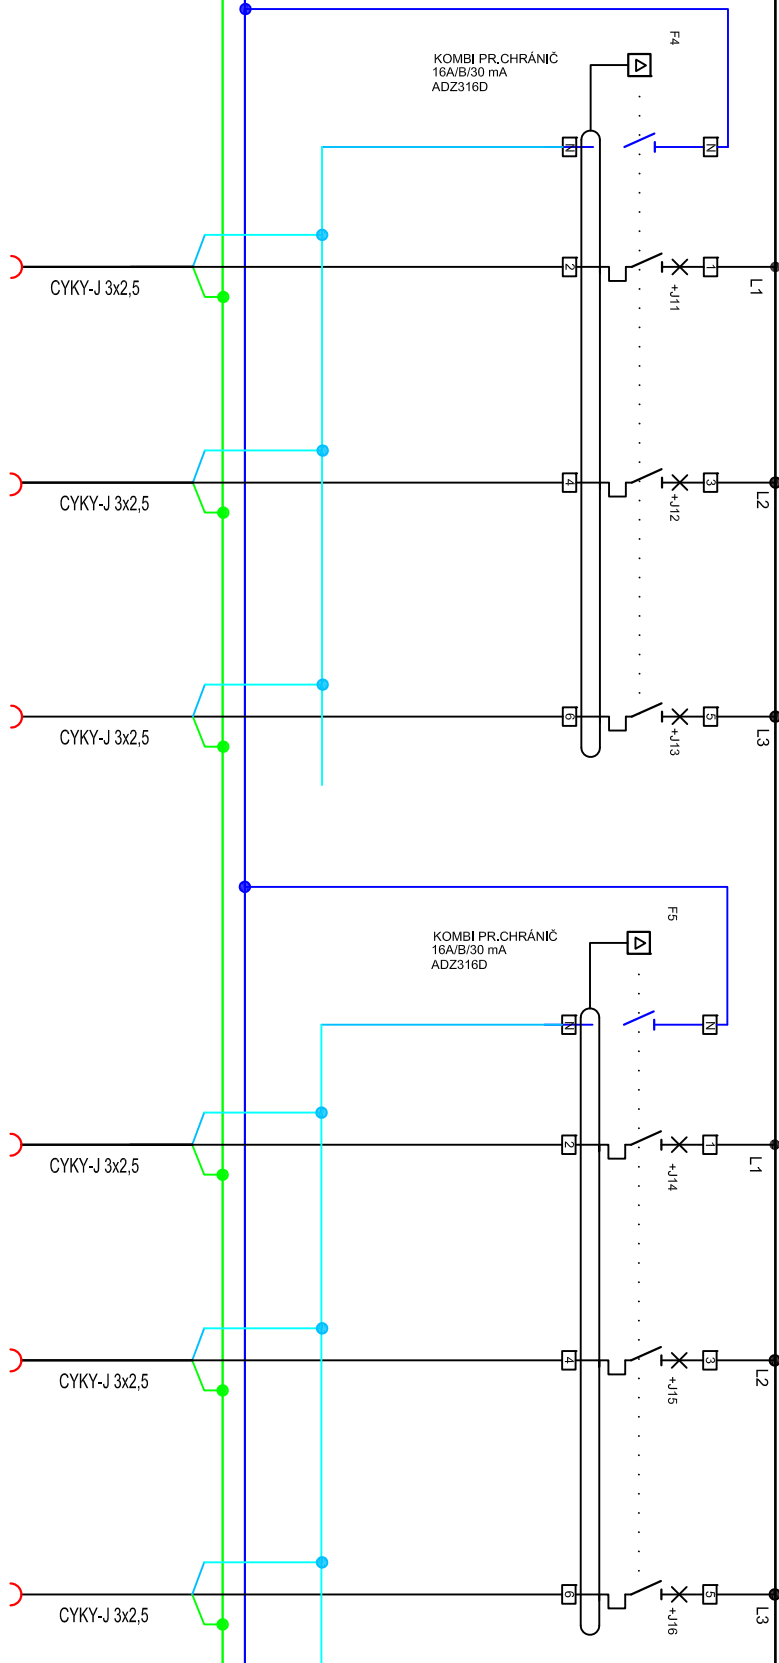 F4
KOMBI PR.CHRÁNIČ
16A/B/30 mA
ADZ316D
N
N
2
1
L1
CYKY-J 3x2,5
+J11
4
3
L2
CYKY-J 3x2,5
+J12
6
5
L3
CYKY-J 3x2,5
+J13
F5
KOMBI PR.CHRÁNIČ
16A/B/30 mA
ADZ316D
N
N
2
1
L1
CYKY-J 3x2,5
+J14
4
3
L2
CYKY-J 3x2,5
+J15
6
5
L3
CYKY-J 3x2,5
+J16